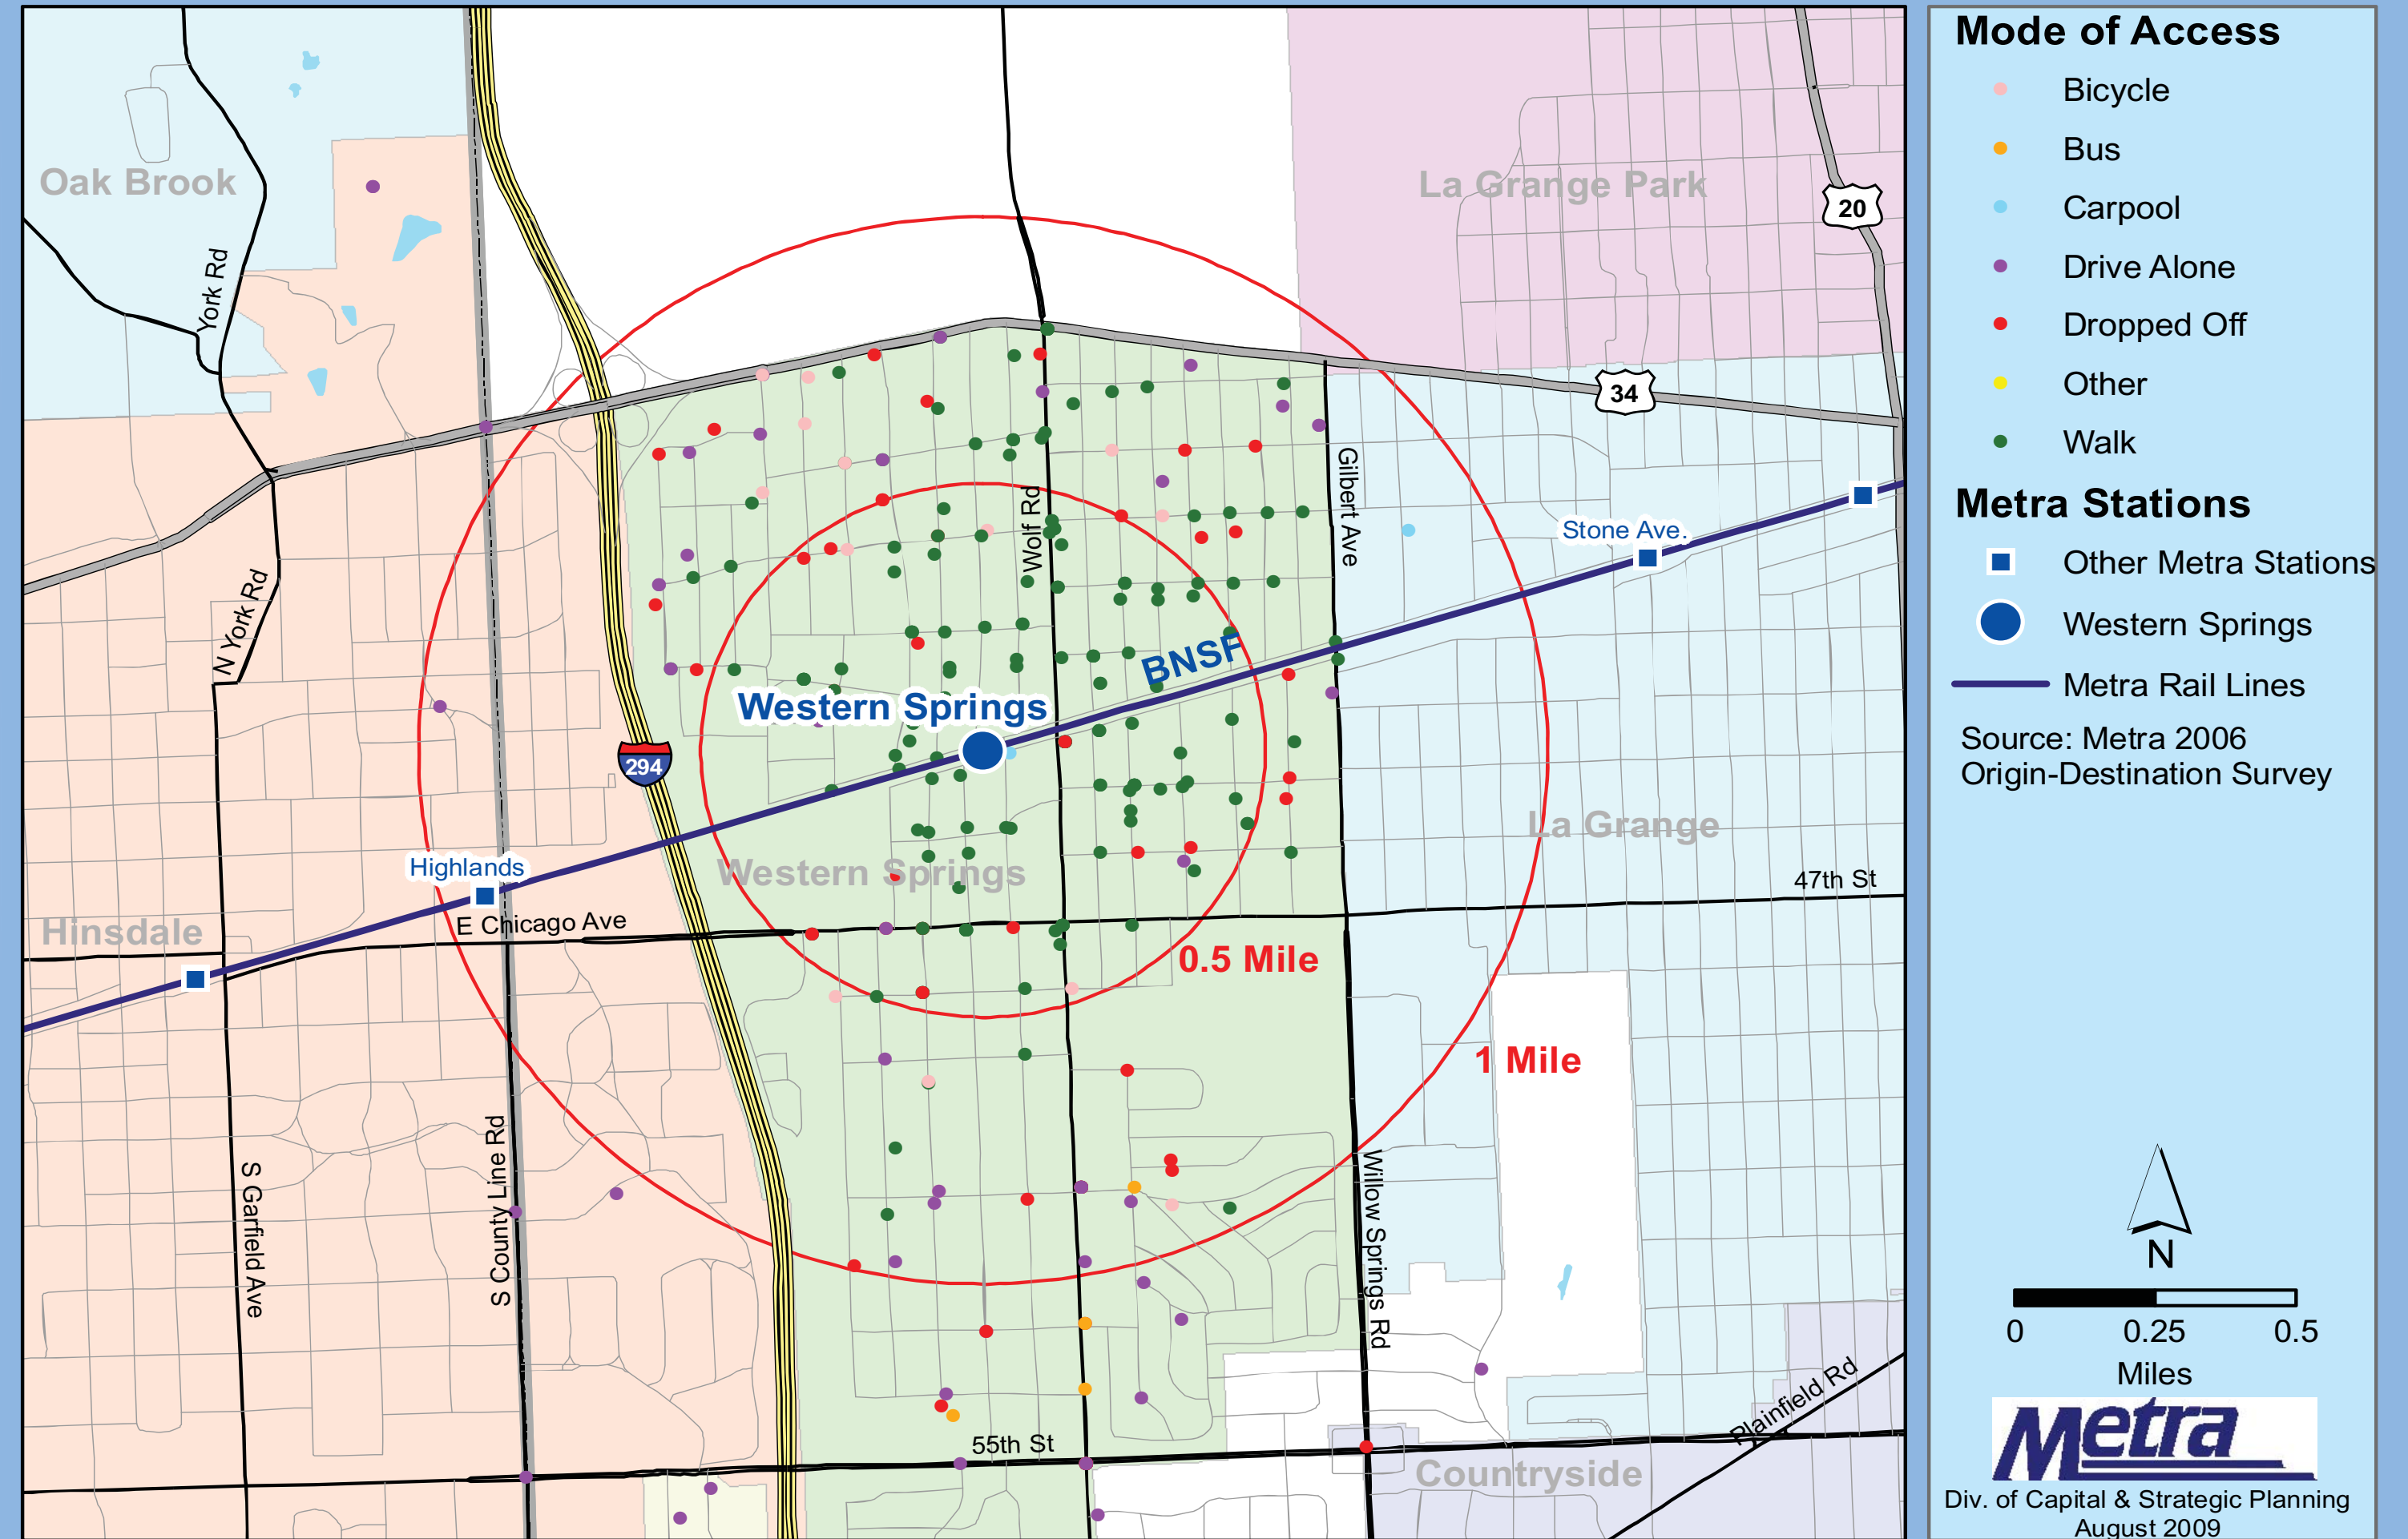 Oak Brook
York Rd
La Grange Park
20
34
Wolf Rd
Gilbert Ave
Stone Ave.
N York Rd
BNSF
Western Springs
294
Highlands
Western Springs
La Grange
47th St
Hinsdale
E Chicago Ave
0.5 Mile
1 Mile
S Garfield Ave
S County Line Rd
Willow Springs Rd
Plainfield Rd
55th St
Countryside
Mode of Access
Bicycle
Bus
Carpool
Drive Alone
Dropped Off
Other
Walk
Metra Stations
Other Metra Stations
Western Springs
Metra Rail Lines
Source: Metra 2006
Origin-Destination Survey
N
0 0.25 0.5
Miles
Metra
Div. of Capital & Strategic Planning
August 2009